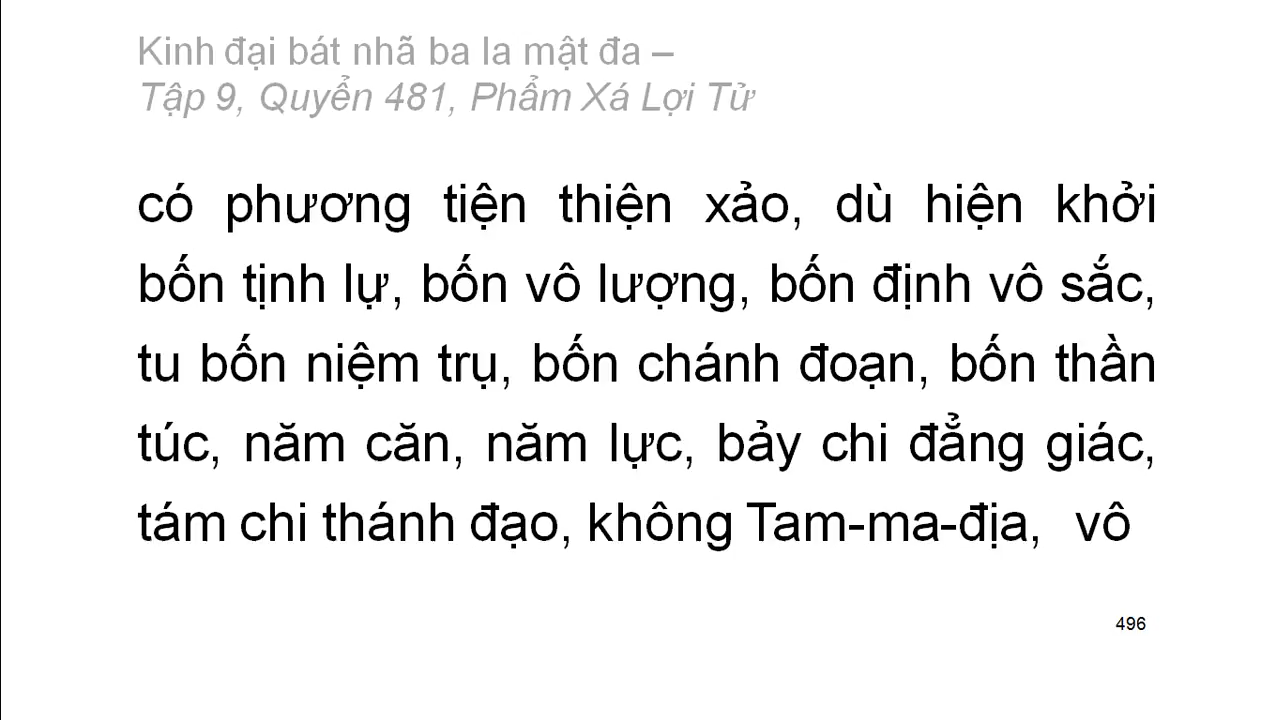 Kinh đại bát nhã ba la mật đa –
Tập 9, Quyển 481, Phẩm Xá Lợi Tử
có phương tiện thiện xảo, dù hiện khởi
bốn tịnh lự, bốn vô lượng, bốn định vô sắc,
tu bốn niệm trụ, bốn chánh đoạn, bốn thần
túc, năm căn, năm lực, bảy chi đẳng giác,
tám chi thánh đạo, không Tam-ma-địa, vô
496